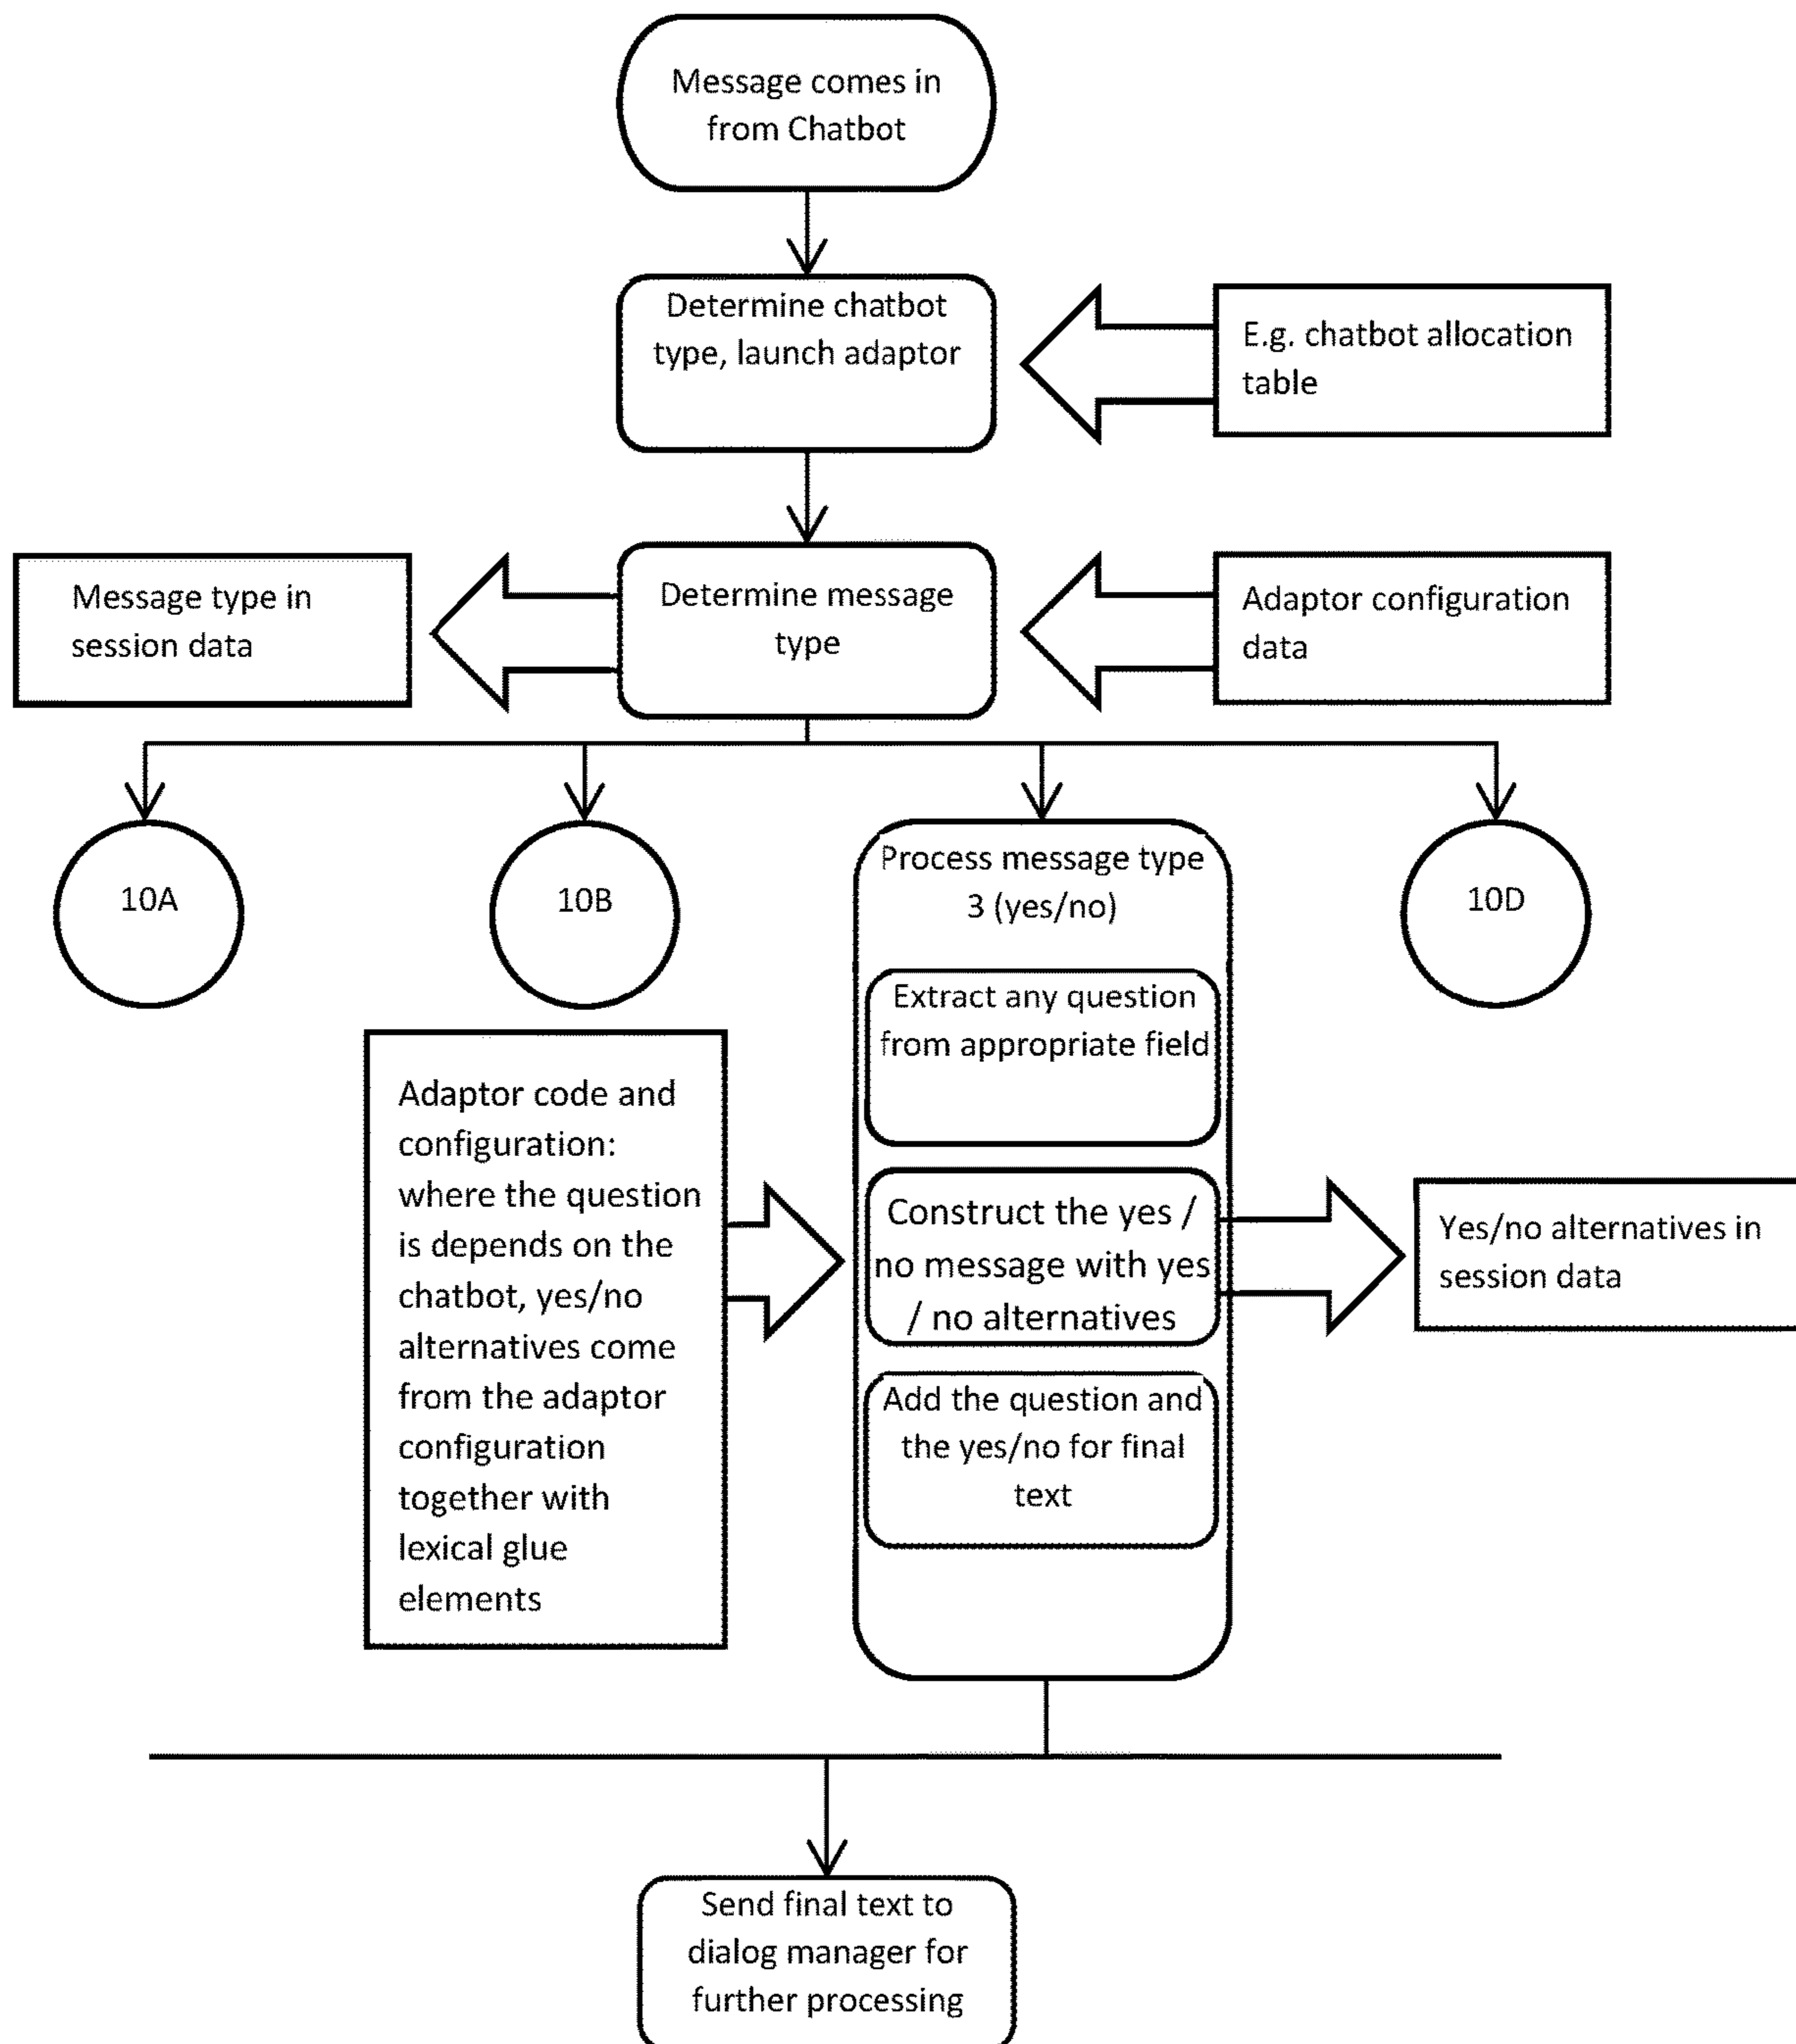 Message comes in
from Chatbot
Determine chatbot
type, launch adaptor
E.g. chatbot allocation
table
Message type in
session data
Determine message
type
Adaptor configuration
data
10A
10B
Process message type
3 (yes/no)
10D
Extract any question
from appropriate field
Adaptor code and
configuration:
where the question
is depends on the
chatbot, yes/no
alternatives come
from the adaptor
configuration
together with
lexical glue
elements
Construct the yes /
no message with yes
/ no alternatives
Yes/no alternatives in
session data
Add the question and
the yes/no for final
text
Send final text to
dialog manager for
further processing